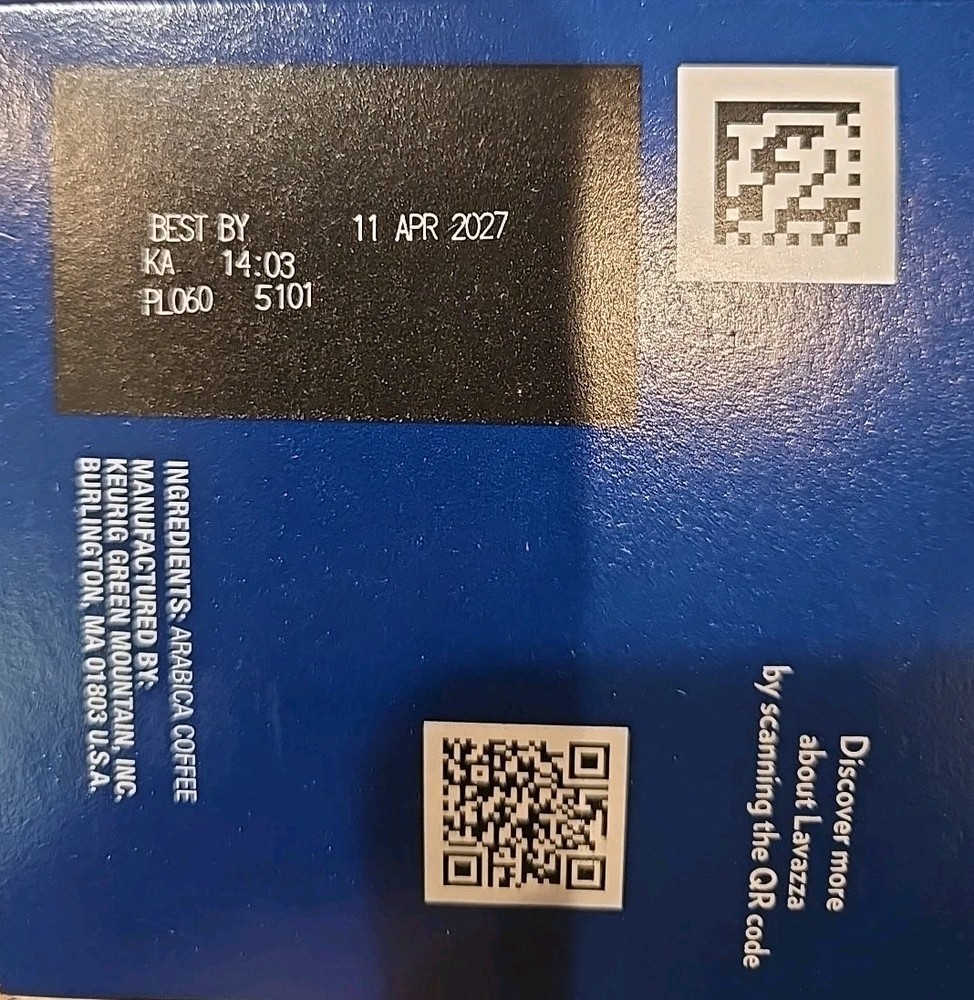 BEST BY 11 APR 2027
KA 14:03
PL060 5101
INGREDIENTS: ARABICA COFFEE
MANUFACTURED BY:
KEURIG GREEN MOUNTAIN, INC.
BURLINGTON, MA 01803 U.S.A.
Discover more
about Lavazza
by scanning the QR code